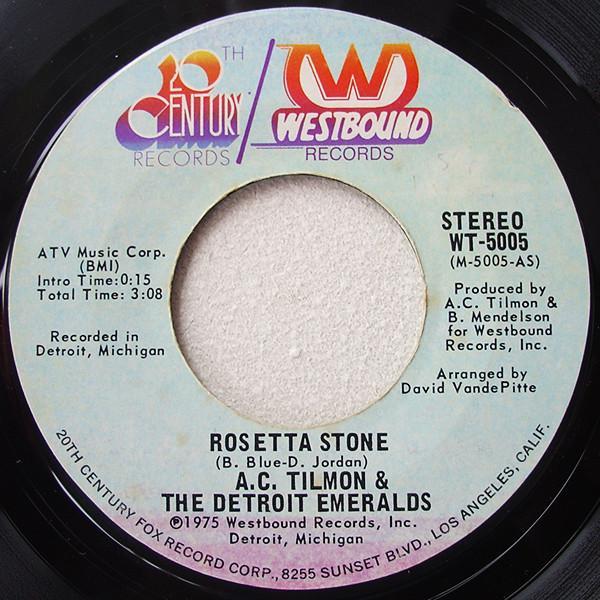 20TH CENTURY RECORDS
WESTBOUND RECORDS
STEREO
WT-5005
(M-5005-AS)
ATV Music Corp.
(BMI)
Intro Time:0:15
Total Time: 3:08
Recorded in
Detroit, Michigan
Produced by
A.C. Tilmon &
B. Mendelson
for Westbound
Records, Inc.
Arranged by
David VandePitte
ROSETTA STONE
(B. Blue-D. Jordan)
A.C. TILMON &
THE DETROIT EMERALDS
℗1975 Westbound Records, Inc.
Detroit, Michigan
20TH CENTURY FOX RECORD CORP., 8255 SUNSET BLVD., LOS ANGELES, CALIF.